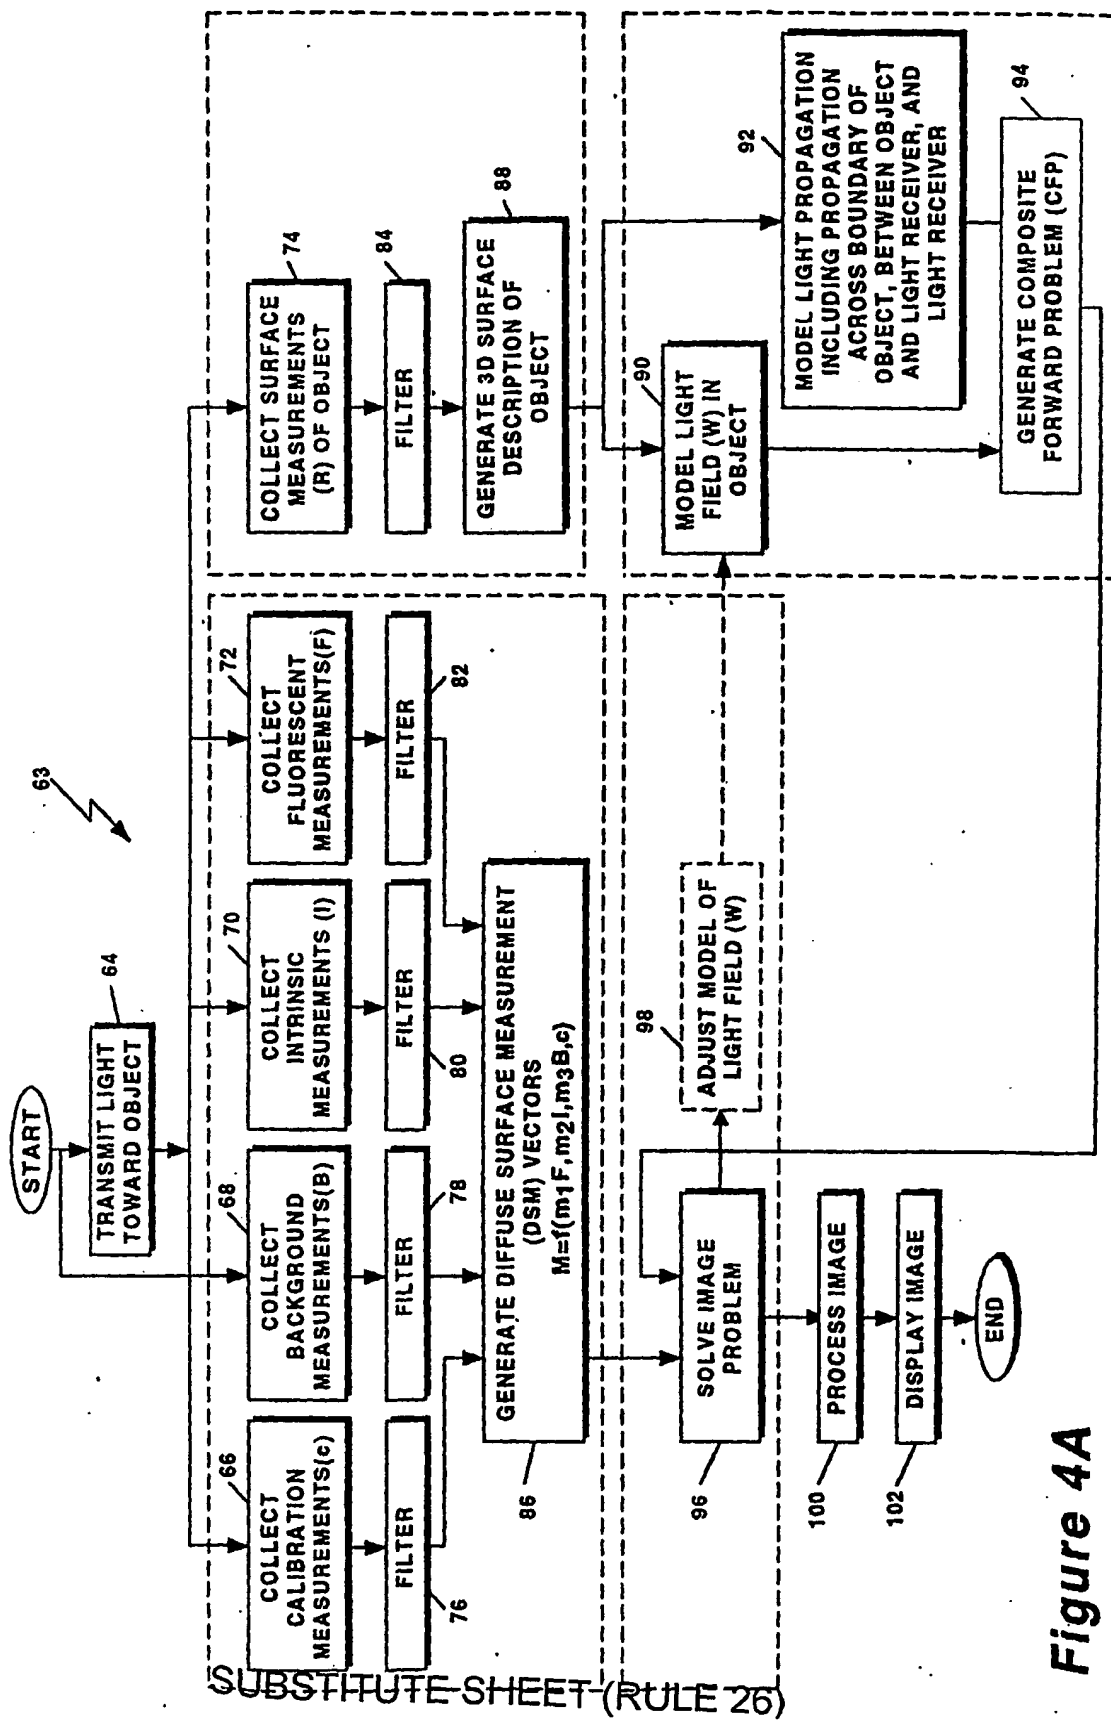 63
START
TRANSMIT LIGHT
TOWARD OBJECT
64
66
COLLECT
CALIBRATION
MEASUREMENTS(c)
68
COLLECT
BACKGROUND
MEASUREMENTS(B)
70
COLLECT
INTRINSIC
MEASUREMENTS (I)
72
COLLECT
FLUORESCENT
MEASUREMENTS(F)
74
COLLECT SURFACE
MEASUREMENTS
(R) OF OBJECT
FILTER
76
FILTER
78
FILTER
80
FILTER
82
FILTER
84
86
GENERATE DIFFUSE SURFACE MEASUREMENT
(DSM) VECTORS
M=f(m1F,m2I,m3B,c)
88
GENERATE 3D SURFACE
DESCRIPTION OF
OBJECT
96
SOLVE IMAGE
PROBLEM
98
ADJUST MODEL OF
LIGHT FIELD (W)
90
MODEL LIGHT
FIELD (W) IN
OBJECT
92
MODEL LIGHT PROPAGATION
INCLUDING PROPAGATION
ACROSS BOUNDARY OF
OBJECT, BETWEEN OBJECT
AND LIGHT RECEIVER, AND
LIGHT RECEIVER
94
GENERATE COMPOSITE
FORWARD PROBLEM (CFP)
100
PROCESS IMAGE
102
DISPLAY IMAGE
END
Figure 4A
SUBSTITUTE SHEET (RULE 26)